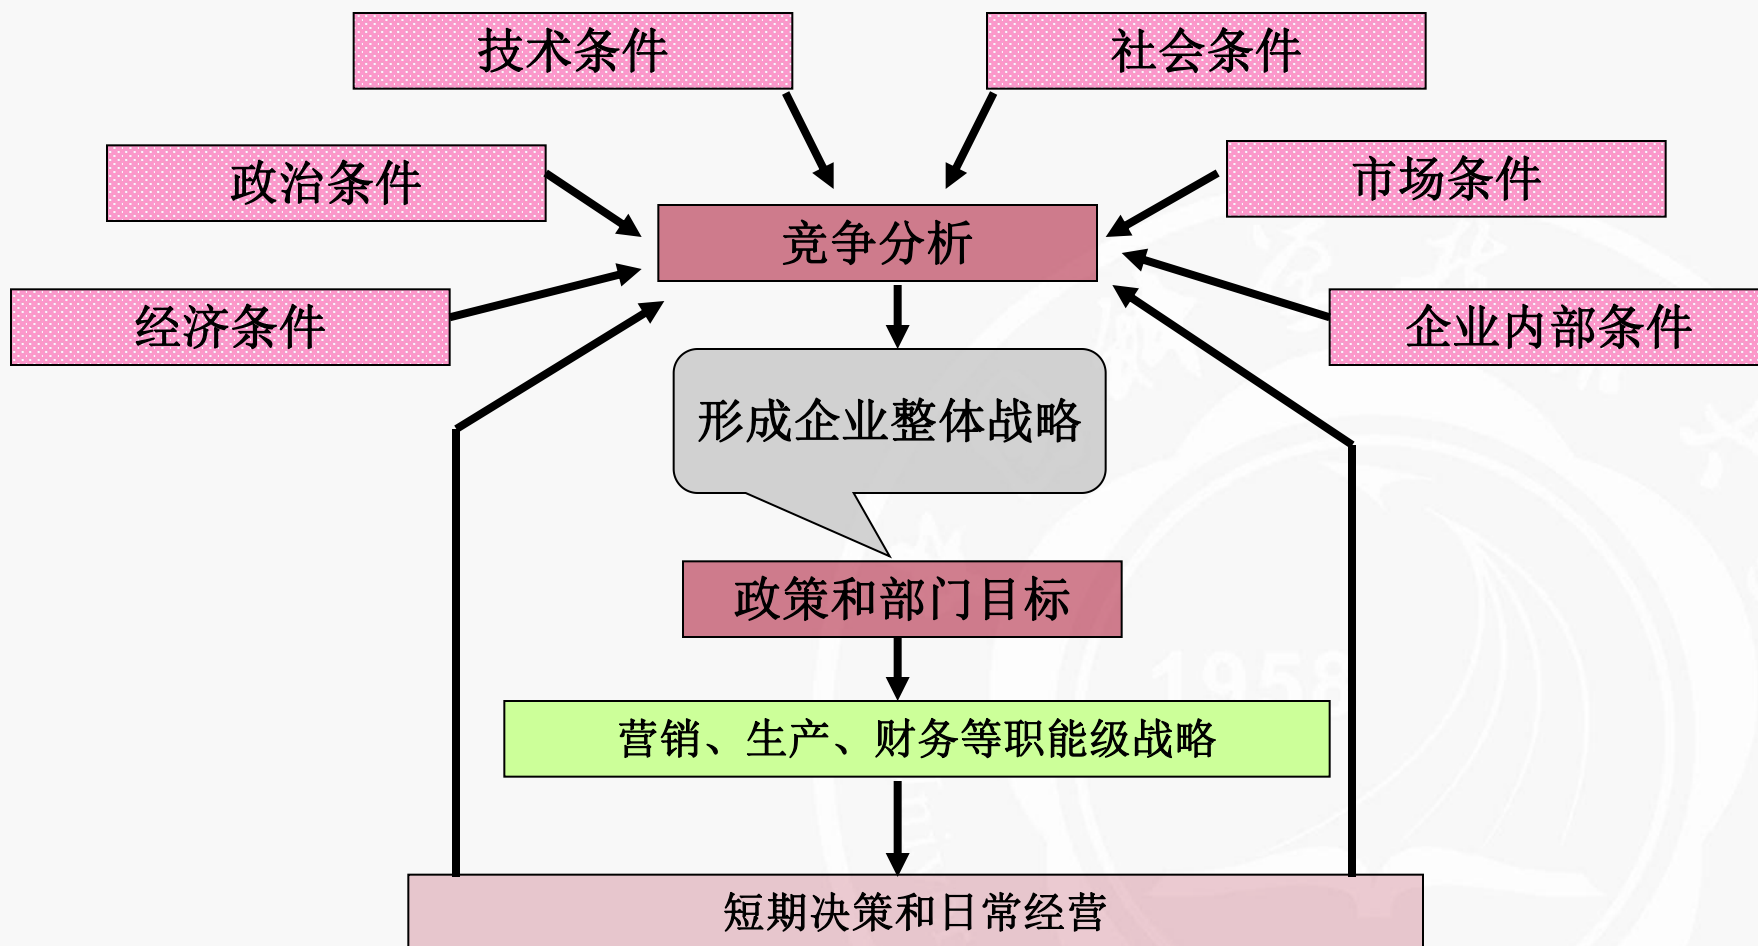 技术条件
社会条件
政治条件
市场条件
竞争分析
经济条件
企业内部条件
形成企业整体战略
政策和部门目标
1958
营销、生产、财务等职能级战略
短期决策和日常经营